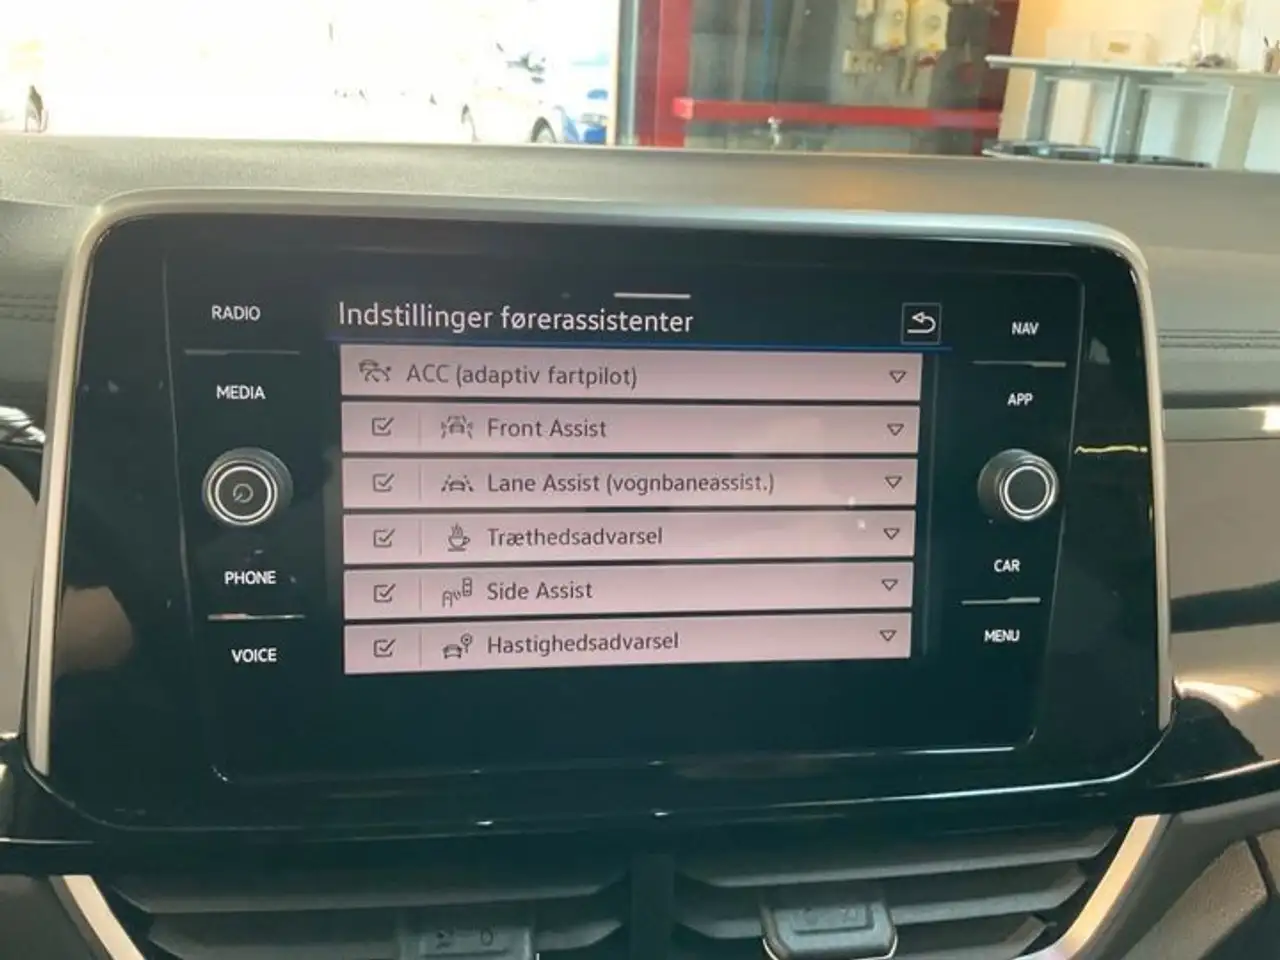 RADIO
MEDIA
PHONE
VOICE
Indstillinger førerassistenter
ACC (adaptiv fartpilot)
Front Assist
Lane Assist (vognbaneassist.)
Træthedsadvarsel
Side Assist
Hastighedsadvarsel
NAV
APP
CAR
MENU